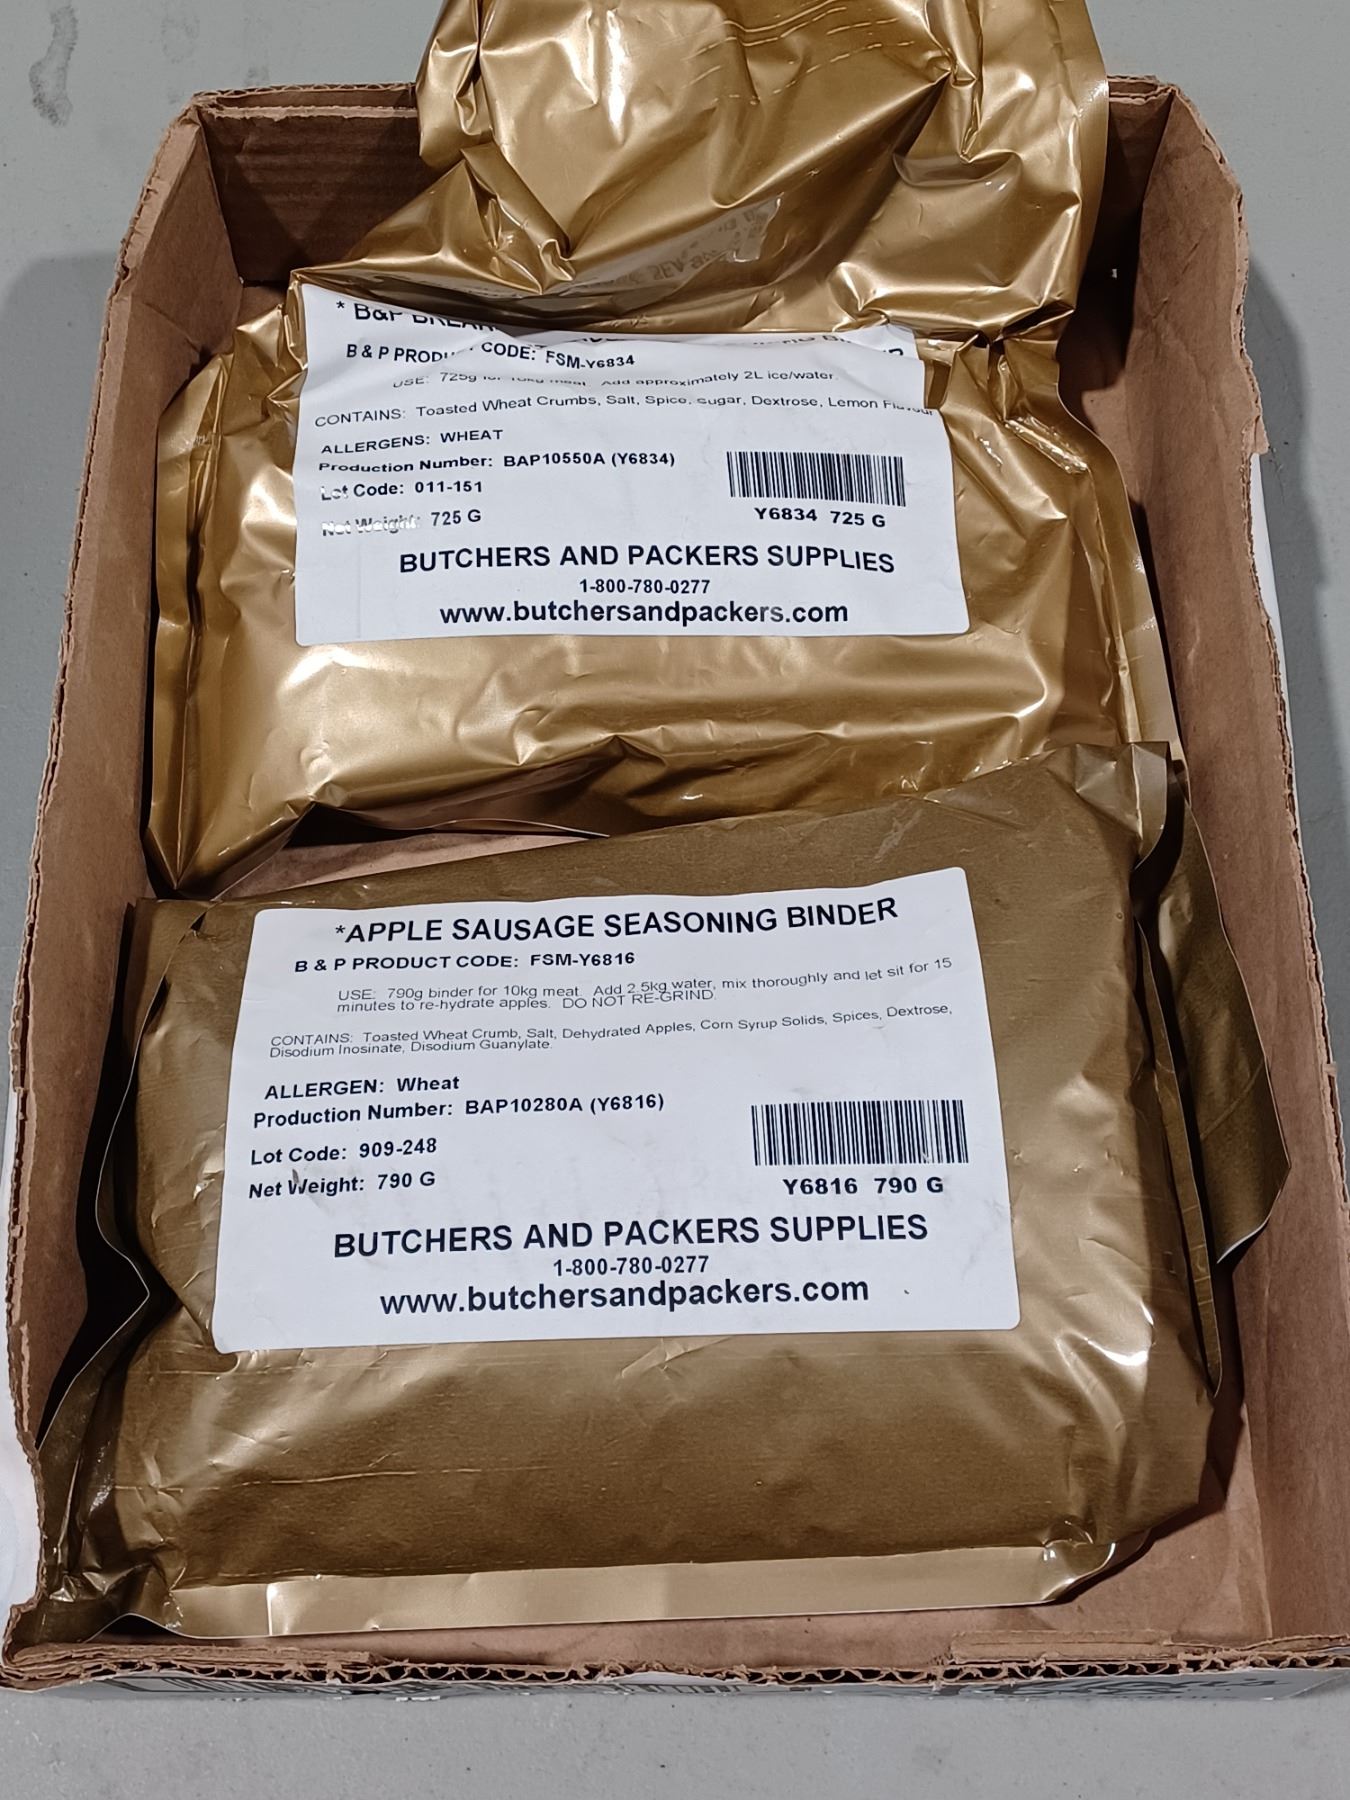 * B&P
B & P CODE: FSM-Y6834
USE: 725g meat. Add approximately 2L ice/water.
CONTAINS: Toasted Wheat Crumbs, Salt, Spice, sugar, Dextrose, Lemon Flavour
ALLERGENS: WHEAT
Production Number: BAP10550A (Y6834)
Lot Code: 011-151
Net Weight: 725 G
Y6834 725 G
BUTCHERS AND PACKERS SUPPLIES
1-800-780-0277
www.butchersandpackers.com
*APPLE SAUSAGE SEASONING BINDER
B & P PRODUCT CODE: FSM-Y6816
USE: 790g binder for 10kg meat. Add 2.5kg water, mix thoroughly and let sit for 15
minutes to re-hydrate apples. DO NOT RE-GRIND.
CONTAINS: Toasted Wheat Crumb, Salt, Dehydrated Apples, Corn Syrup Solids, Spices, Dextrose,
Disodium Inosinate, Disodium Guanylate.
ALLERGEN: Wheat
Production Number: BAP10280A (Y6816)
Lot Code: 909-248
Net Weight: 790 G
Y6816 790 G
BUTCHERS AND PACKERS SUPPLIES
1-800-780-0277
www.butchersandpackers.com